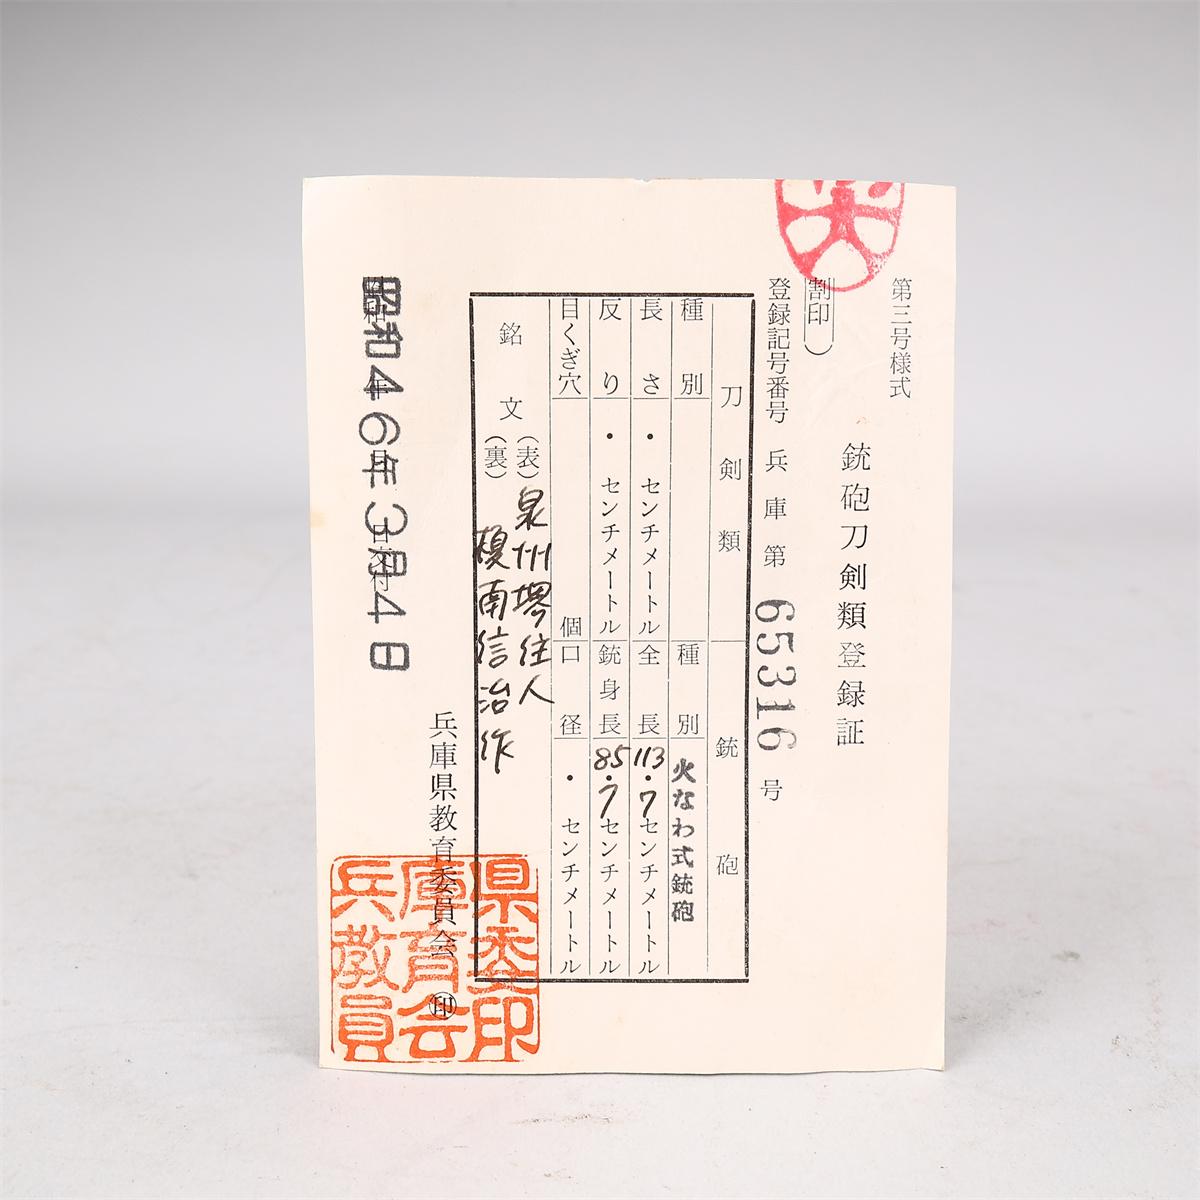 第三号様式
銃砲刀剣類登録証
割印
登録記号番号 兵庫第 65316 号
刀剣類 銃砲
種別 種別 火なわ式銃砲
長さ ・ センチメートル 全長 113・7 センチメートル
反り ・ センチメートル 銃身長 85・7 センチメートル
目くぎ穴 個 口径 ・ センチメートル
銘文 (表) 泉州堺住人
(裏) 榎南信治作
兵庫県教育委員会 ㊞
昭和46年3月4日
県委印
庫育会
兵教員